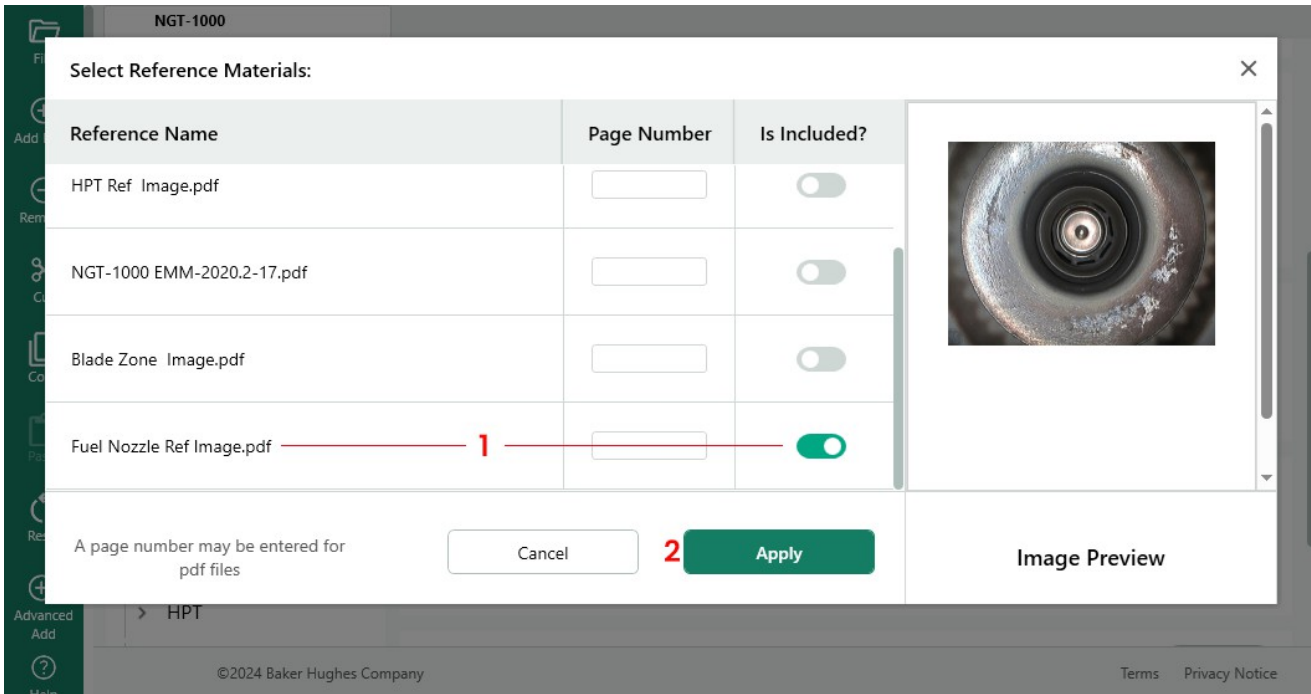 NGT-1000
Select Reference Materials:
Reference Name Page Number Is Included?
HPT Ref Image.pdf
NGT-1000 EMM-2020.2-17.pdf
Blade Zone Image.pdf
Fuel Nozzle Ref Image.pdf 1
A page number may be entered for
pdf files
Cancel 2 Apply
Image Preview
Add
Advanced
Add
HPT
©2024 Baker Hughes Company Terms Privacy Notice